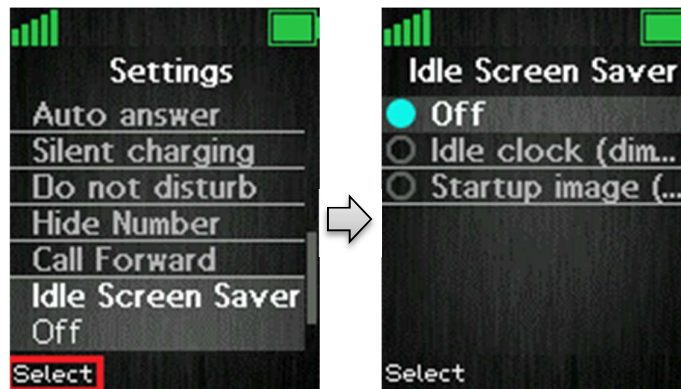 Settings
Auto answer
Silent charging
Do not disturb
Hide Number
Call Forward
Idle Screen Saver
Off
Select
Idle Screen Saver
Off
Idle clock (dim...
Startup image (...
Select